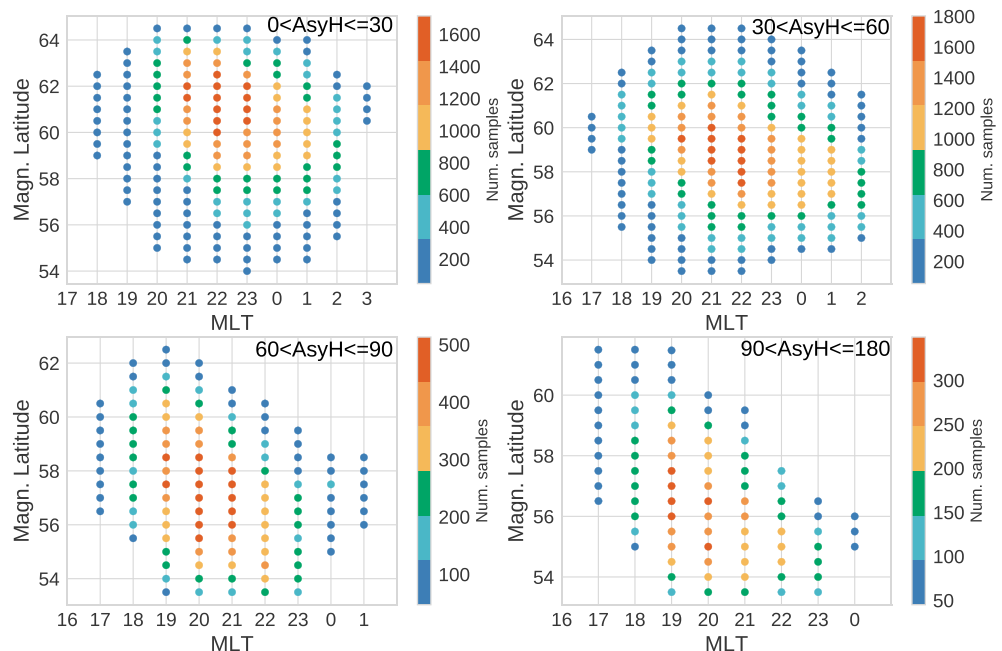 0<AsyH<=30
64
62
60
58
56
54
Magn. Latitude
17 18 19 20 21 22 23 0 1 2 3
MLT
1600
1400
1200
1000
800
600
400
200
Num. samples
30<AsyH<=60
64
62
60
58
56
54
Magn. Latitude
16 17 18 19 20 21 22 23 0 1 2
MLT
1800
1600
1400
1200
1000
800
600
400
200
Num. samples
60<AsyH<=90
62
60
58
56
54
Magn. Latitude
16 17 18 19 20 21 22 23 0 1
MLT
500
400
300
200
100
Num. samples
90<AsyH<=180
60
58
56
54
Magn. Latitude
16 17 18 19 20 21 22 23 0
MLT
300
250
200
150
100
50
Num. samples